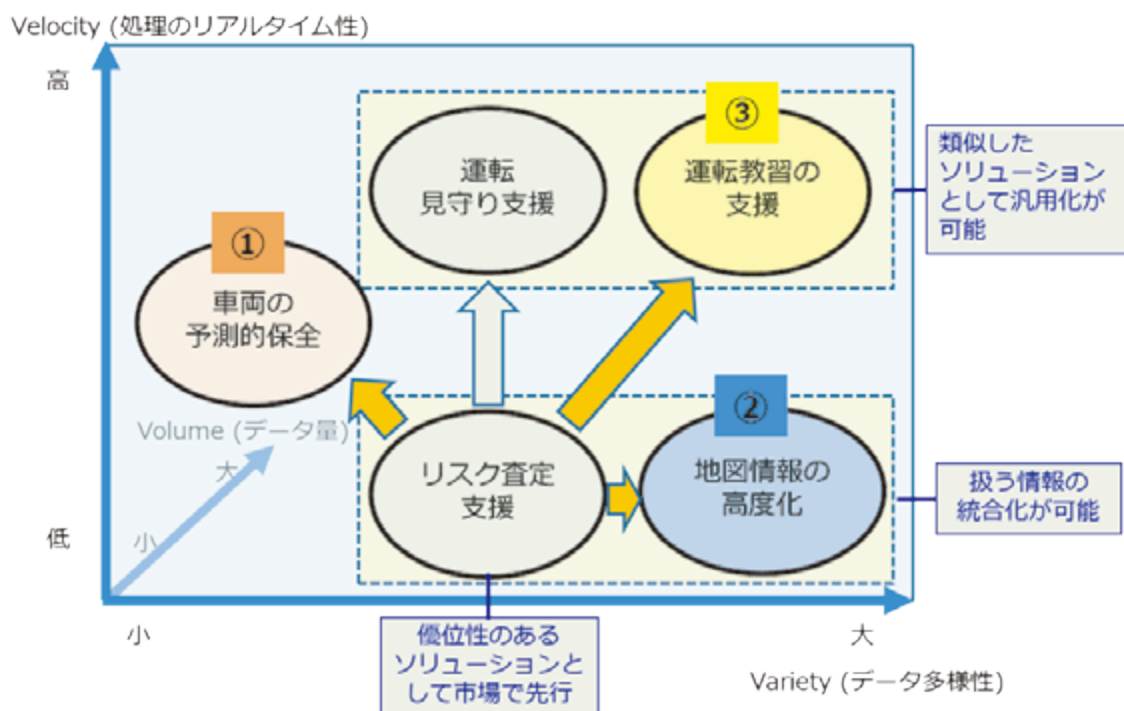 Velocity (処理のリアルタイム性)
高
③
運転
見守り支援
運転教習の
支援
類似した
ソリューション
として汎用化が
可能
①
車両の
予測的保全
②
Volume (データ量)
大
小
リスク査定
支援
地図情報の
高度化
扱う情報の
統合化が可能
低
小
大
優位性のある
ソリューションと
して市場で先行
Variety (データ多様性)